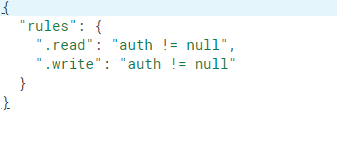 {
  "rules": {
    ".read": "auth != null",
    ".write": "auth != null"
  }
}